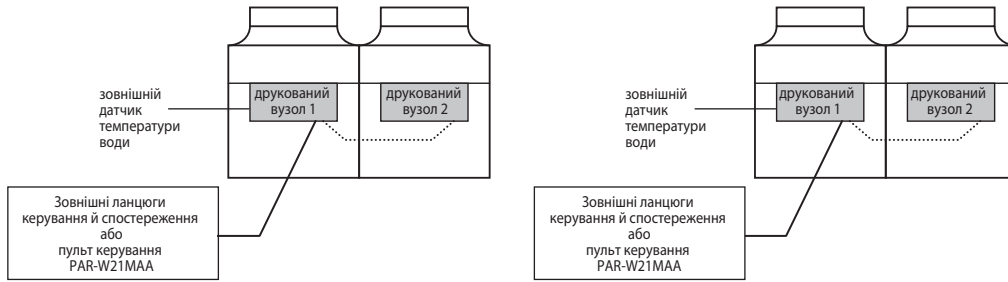 друкований
вузол 1
друкований
вузол 2
зовнішній
датчик
температури
води
Зовнішні ланцюги
керування й спостереження
або
пульт керування
PAR-W21MAA
друкований
вузол 1
друкований
вузол 2
зовнішній
датчик
температури
води
Зовнішні ланцюги
керування й спостереження
або
пульт керування
PAR-W21MAA